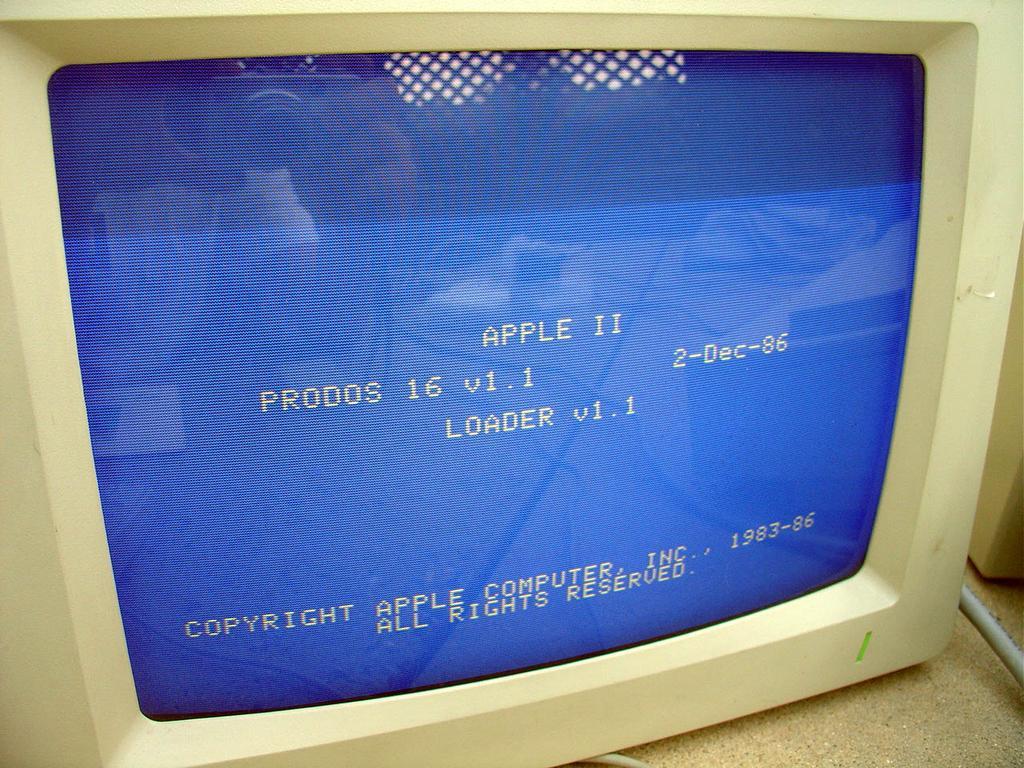 APPLE II
PRODOS 16 v1.1 2-Dec-86
LOADER v1.1
COPYRIGHT APPLE COMPUTER, INC., 1983-86
ALL RIGHTS RESERVED.